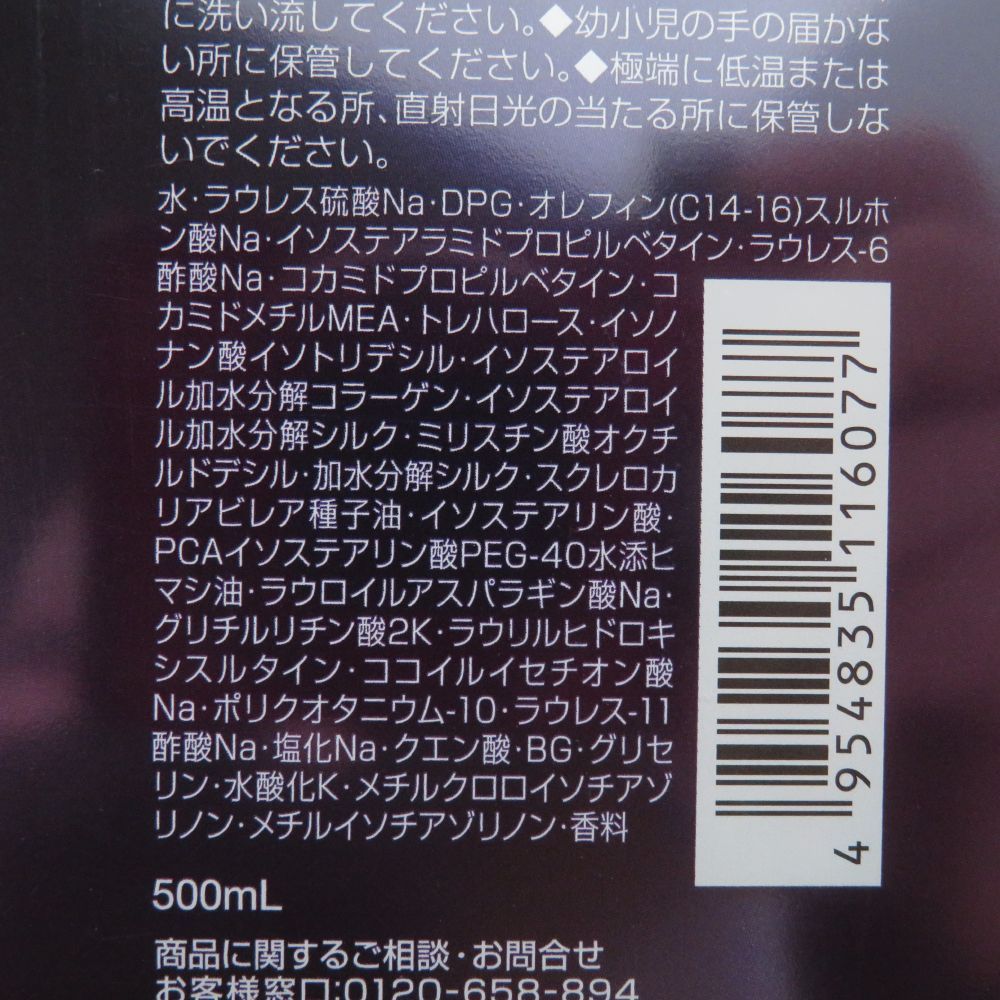 に洗い流してください。◆幼小児の手の届かな
い所に保管してください。◆極端に低温または
高温となる所、直射日光の当たる所に保管しな
いでください。
水・ラウレス硫酸Na・DPG・オレフィン(C14-16)スルホ
ン酸Na・イソステアラミドプロピルベタイン・ラウレス-6
酢酸Na・コカミドプロピルベタイン・コ
カミドメチルMEA・トレハロース・イソノ
ナン酸イソトリデシル・イソステアロイ
ル加水分解コラーゲン・イソステアロイ
ル加水分解シルク・ミリスチン酸オクチ
ルドデシル・加水分解シルク・スクレロカ
リアビレア種子油・イソステアリン酸・
PCAイソステアリン酸PEG-40水添ヒ
マシ油・ラウロイルアスパラギン酸Na・
グリチルリチン酸2K・ラウリルヒドロキ
シスルタイン・ココイルイセチオン酸
Na・ポリクオタニウム-10・ラウレス-11
酢酸Na・塩化Na・クエン酸・BG・グリセ
リン・水酸化K・メチルクロロイソチアゾ
リノン・メチルイソチアゾリノン・香料
4954835116077
500mL
商品に関するご相談・お問合せ
お客様窓口:0120-658-894